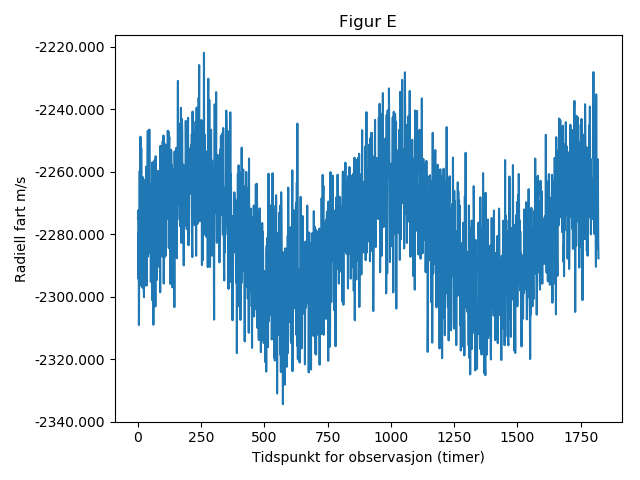 Figur E
-2220.000
-2240.000
-2260.000
-2280.000
-2300.000
-2320.000
-2340.000
Radiell fart m/s
0 250 500 750 1000 1250 1500 1750
Tidspunkt for observasjon (timer)